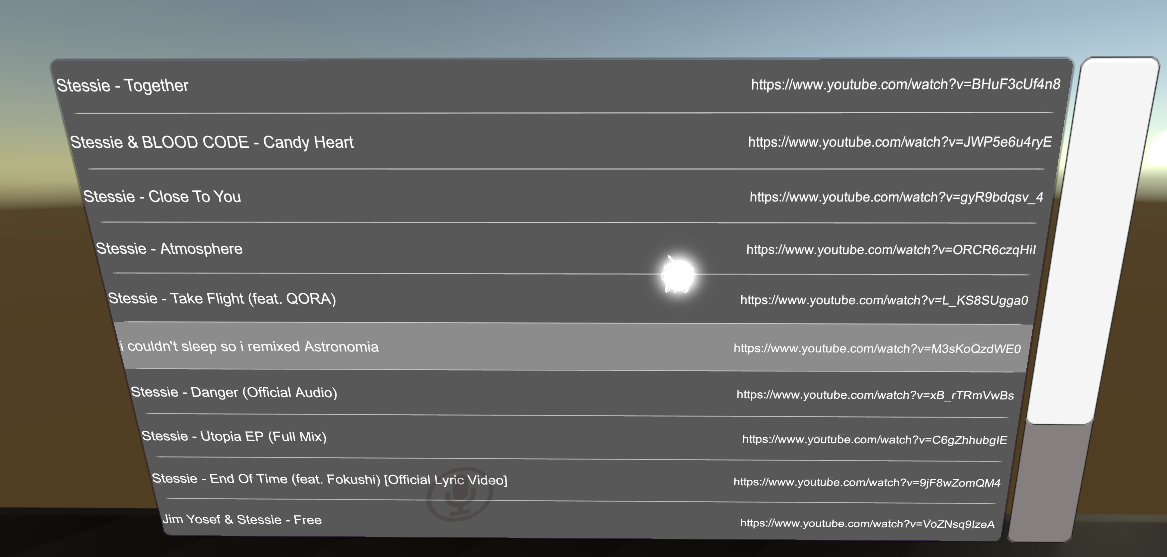 Stessie - Together https://www.youtube.com/watch?v=BHuF3cUf4n8
Stessie & BLOOD CODE - Candy Heart https://www.youtube.com/watch?v=JWP5e6u4ryE
Stessie - Close To You https://www.youtube.com/watch?v=gyR9bdqsv_4
Stessie - Atmosphere https://www.youtube.com/watch?v=ORCR6czqHiI
Stessie - Take Flight (feat. QORA) https://www.youtube.com/watch?v=L_KS8SUgga0
i couldn't sleep so i remixed Astronomia https://www.youtube.com/watch?v=M3sKoQzdWE0
Stessie - Danger (Official Audio) https://www.youtube.com/watch?v=xB_rTRmVwBs
Stessie - Utopia EP (Full Mix) https://www.youtube.com/watch?v=C6gZhhubgIE
Stessie - End Of Time (feat. Fokushi) [Official Lyric Video] https://www.youtube.com/watch?v=9jF8wZomQM4
Jim Yosef & Stessie - Free https://www.youtube.com/watch?v=VoZNsq9IzeA